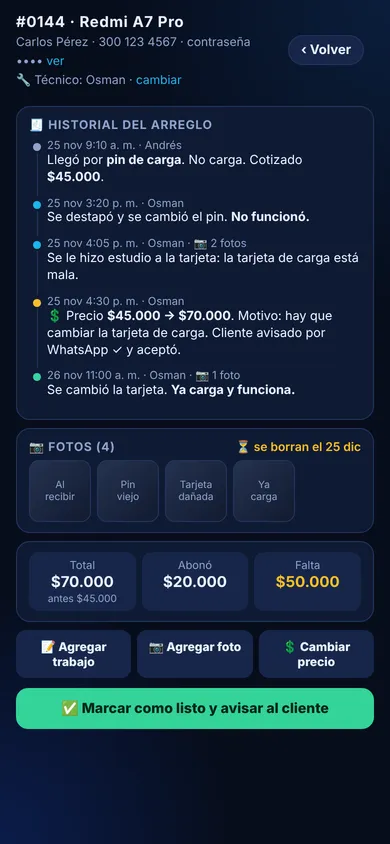 #0144 · Redmi A7 Pro
Carlos Pérez · 300 123 4567 · contraseña
•••• ver
‹ Volver
🔧 Técnico: Osman · cambiar
🧾 HISTORIAL DEL ARREGLO
25 nov 9:10 a. m. · Andrés
Llegó por pin de carga. No carga. Cotizado
$45.000.
25 nov 3:20 p. m. · Osman
Se destapó y se cambió el pin. No funcionó.
25 nov 4:05 p. m. · Osman · 📷 2 fotos
Se le hizo estudio a la tarjeta: la tarjeta de carga está
mala.
25 nov 4:30 p. m. · Osman
💲 Precio $45.000 → $70.000. Motivo: hay que
cambiar la tarjeta de carga. Cliente avisado por
WhatsApp ✓ y aceptó.
26 nov 11:00 a. m. · Osman · 📷 1 foto
Se cambió la tarjeta. Ya carga y funciona.
📷 FOTOS (4)
⏳ se borran el 25 dic
Al
recibir
Pin
viejo
Tarjeta
dañada
Ya
carga
Total
$70.000
antes $45.000
Abonó
$20.000
Falta
$50.000
📝 Agregar
trabajo
📷 Agregar foto
💲 Cambiar
precio
✅ Marcar como listo y avisar al cliente